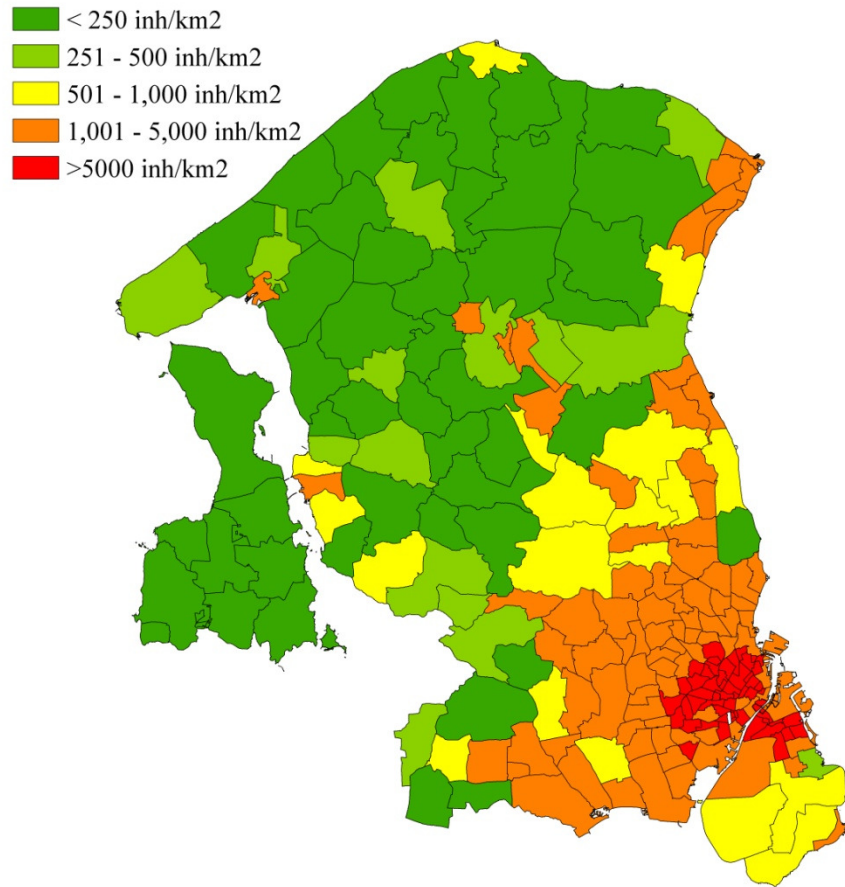 < 250 inh/km2
251 - 500 inh/km2
501 - 1,000 inh/km2
1,001 - 5,000 inh/km2
>5000 inh/km2